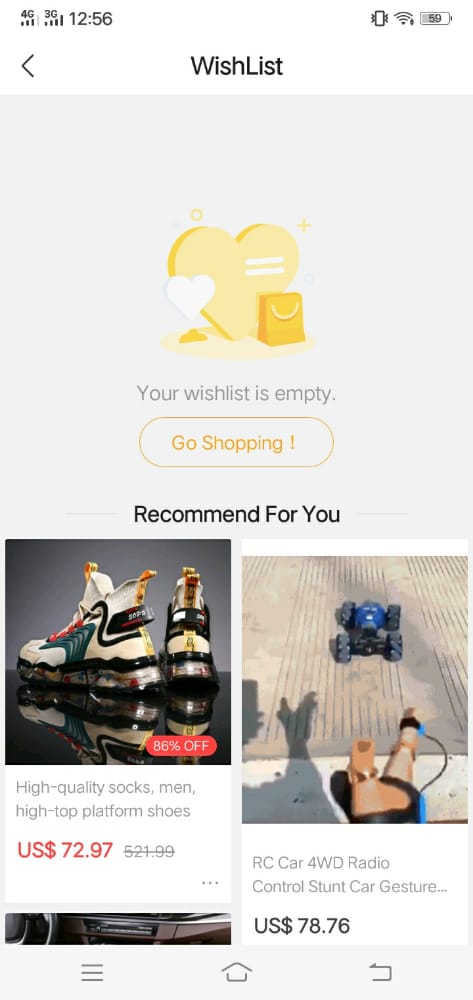 4G 3G 12:56 59
WishList
Your wishlist is empty.
Go Shopping !
Recommend For You
86% OFF
High-quality socks, men,
high-top platform shoes
US$ 72.97 521.99
...
RC Car 4WD Radio
Control Stunt Car Gesture...
US$ 78.76